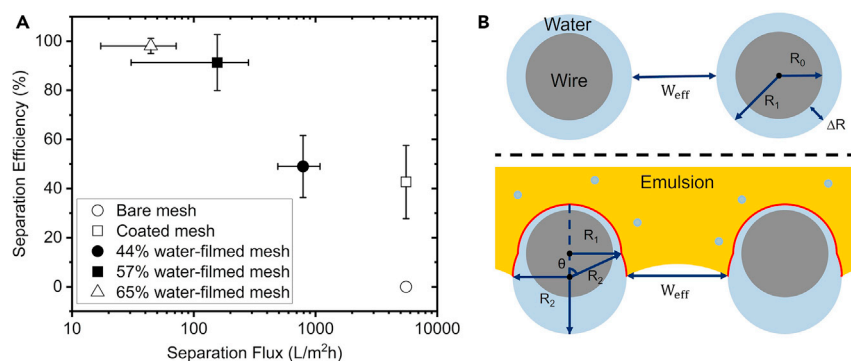 A
Separation Efficiency (%)
100
80
60
40
20
0
Bare mesh
Coated mesh
44% water-filmed mesh
57% water-filmed mesh
65% water-filmed mesh
10
100
1000
10000
Separation Flux (L/m²h)
B
Water
Wire
Weff
R0
R1
ΔR
Emulsion
R1
θ
R2
R2
Weff